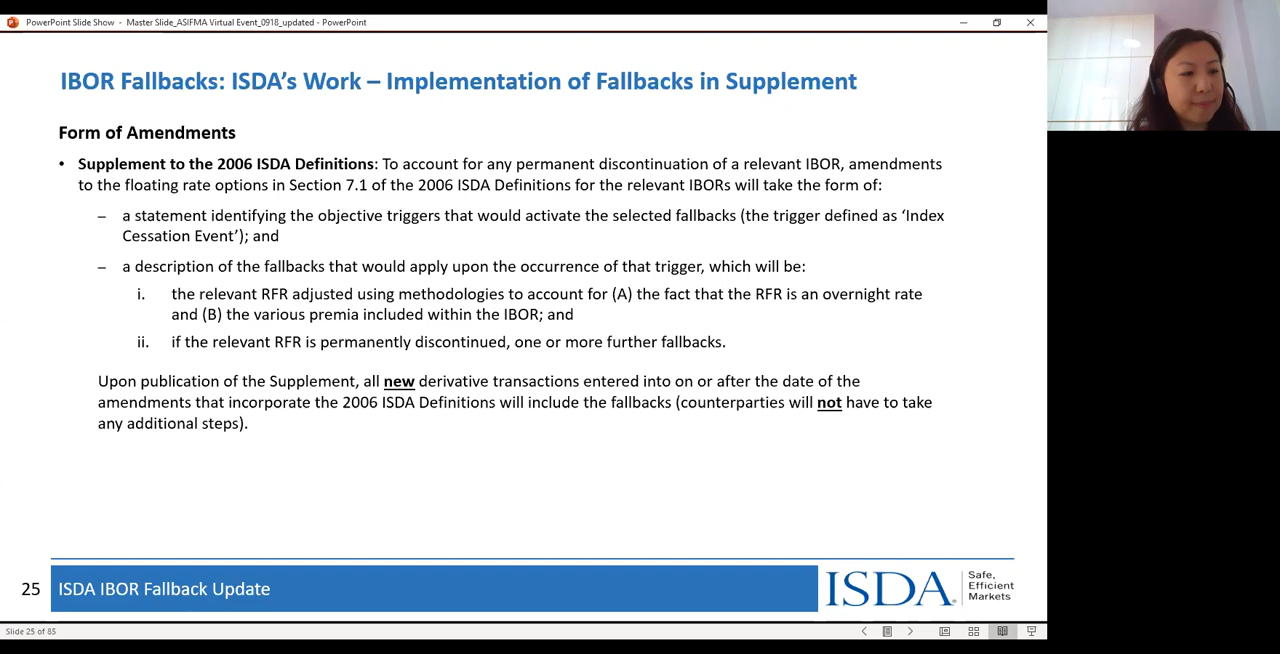 PowerPoint Slide Show - Master Slide_ASIFMA Virtual Event_0918_updated - PowerPoint
IBOR Fallbacks: ISDA's Work – Implementation of Fallbacks in Supplement
Form of Amendments
• Supplement to the 2006 ISDA Definitions: To account for any permanent discontinuation of a relevant IBOR, amendments
to the floating rate options in Section 7.1 of the 2006 ISDA Definitions for the relevant IBORs will take the form of:
– a statement identifying the objective triggers that would activate the selected fallbacks (the trigger defined as 'Index
Cessation Event'); and
– a description of the fallbacks that would apply upon the occurrence of that trigger, which will be:
i. the relevant RFR adjusted using methodologies to account for (A) the fact that the RFR is an overnight rate
and (B) the various premia included within the IBOR; and
ii. if the relevant RFR is permanently discontinued, one or more further fallbacks.
Upon publication of the Supplement, all new derivative transactions entered into on or after the date of the
amendments that incorporate the 2006 ISDA Definitions will include the fallbacks (counterparties will not have to take
any additional steps).
25 ISDA IBOR Fallback Update
ISDA®
Safe,
Efficient
Markets
Slide 25 of 85